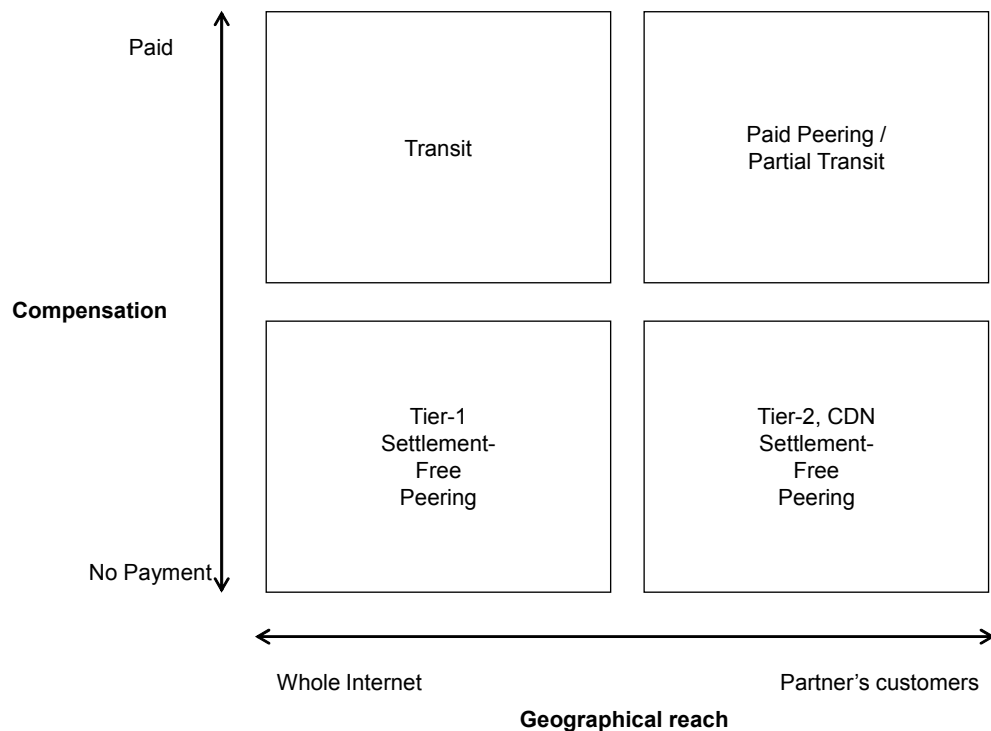 Paid
Transit
Paid Peering /
Partial Transit
Compensation
Tier-1
Settlement-
Free
Peering
Tier-2, CDN
Settlement-
Free
Peering
No Payment
Whole Internet
Partner’s customers
Geographical reach